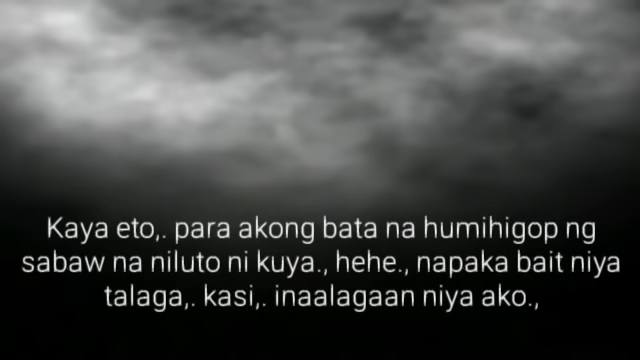 Kaya eto,. para akong bata na humihigop ng
sabaw na niluto ni kuya., hehe., napaka bait niya
talaga,. kasi,. inaalagaan niya ako.,